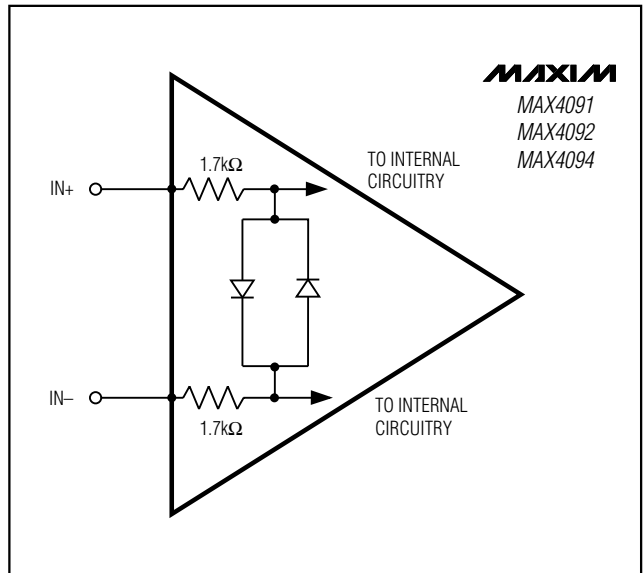 MAXIM
MAX4091
MAX4092
MAX4094
1.7kΩ
TO INTERNAL
CIRCUITRY
IN+
IN–
1.7kΩ
TO INTERNAL
CIRCUITRY